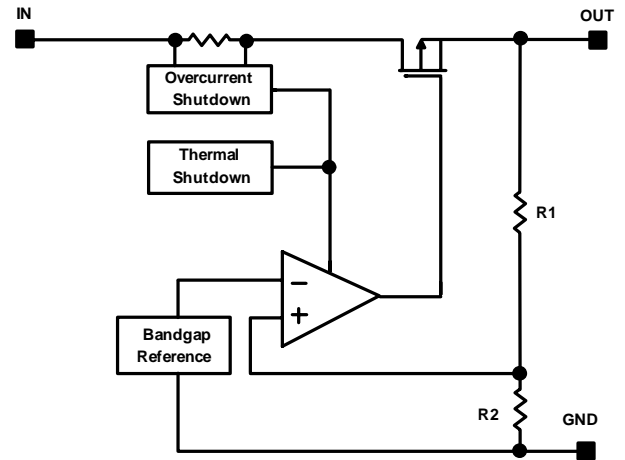 IN
OUT
Overcurrent
Shutdown
Thermal
Shutdown
R1
−
+
Bandgap
Reference
R2
GND